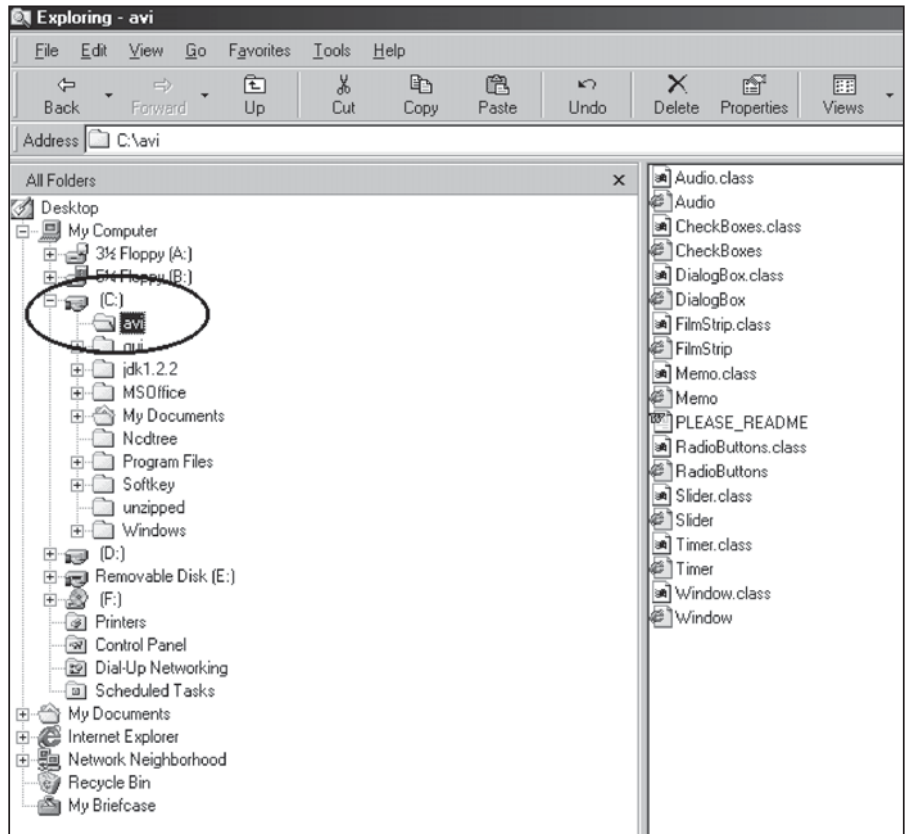 Exploring - avi
File Edit View Go Favorites Tools Help
Back Forward Up Cut Copy Paste Undo Delete Properties Views
Address C:\avi
All Folders
Desktop
My Computer
3½ Floppy (A:)
5¼ Floppy (B:)
(C:)
avi
gui
jdk1.2.2
MSOffice
My Documents
Ncdtree
Program Files
Softkey
unzipped
Windows
(D:)
Removable Disk (E:)
(F:)
Printers
Control Panel
Dial-Up Networking
Scheduled Tasks
My Documents
Internet Explorer
Network Neighborhood
Recycle Bin
My Briefcase
Audio.class
Audio
CheckBoxes.class
CheckBoxes
DialogBox.class
DialogBox
FilmStrip.class
FilmStrip
Memo.class
Memo
PLEASE_README
RadioButtons.class
RadioButtons
Slider.class
Slider
Timer.class
Timer
Window.class
Window